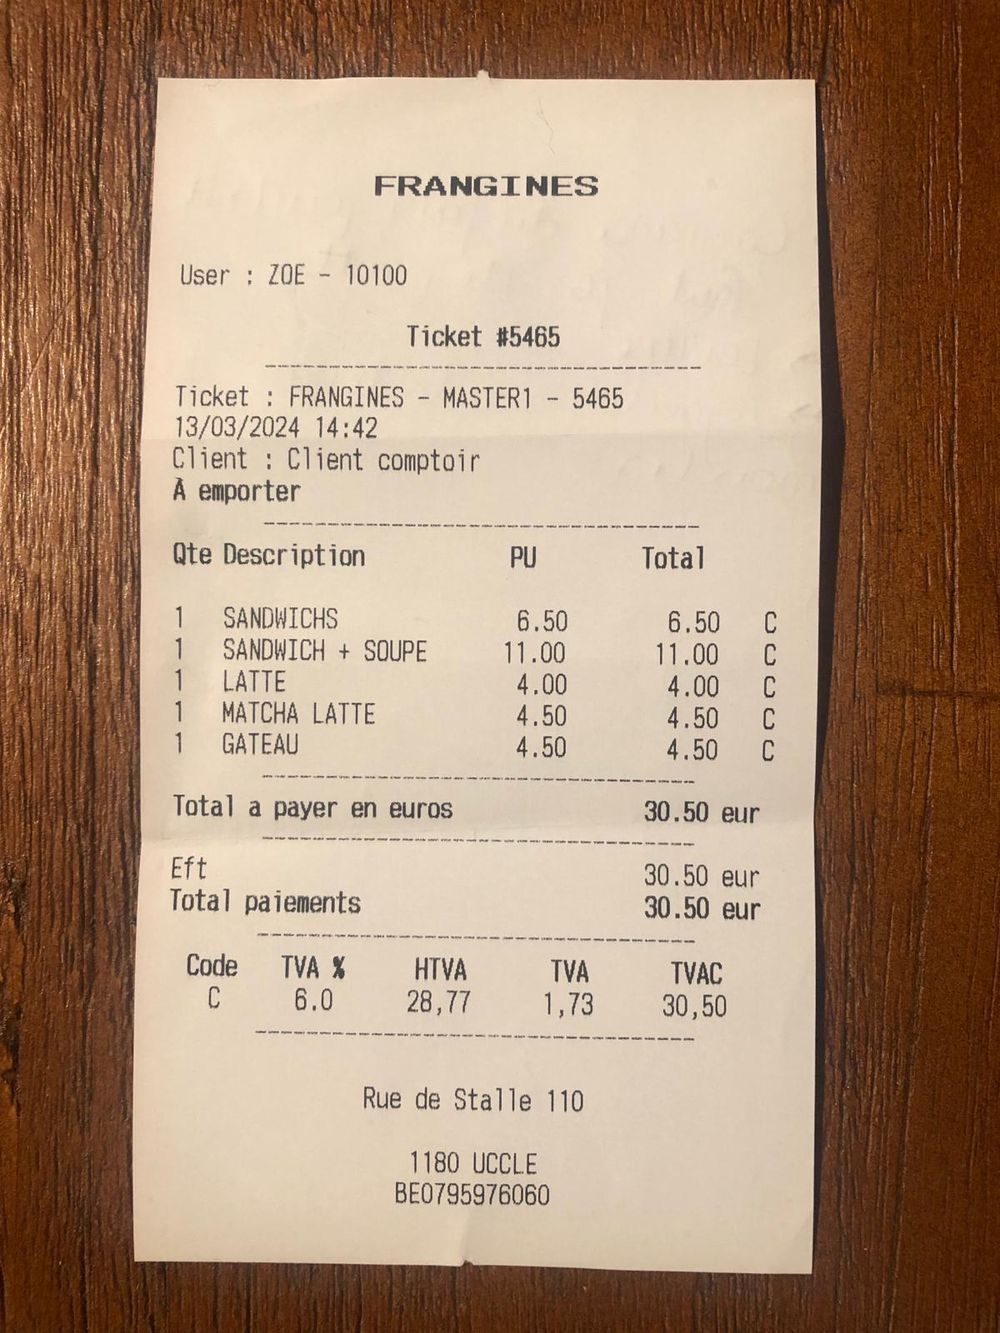 FRANGINES
User : ZOE - 10100
Ticket #5465
Ticket : FRANGINES - MASTER1 - 5465
13/03/2024 14:42
Client : Client comptoir
À emporter
Qte Description PU Total
1 SANDWICHS 6.50 6.50 C
1 SANDWICH + SOUPE 11.00 11.00 C
1 LATTE 4.00 4.00 C
1 MATCHA LATTE 4.50 4.50 C
1 GATEAU 4.50 4.50 C
Total a payer en euros 30.50 eur
Eft 30.50 eur
Total paiements 30.50 eur
Code TVA % HTVA TVA TVAC
C 6.0 28,77 1,73 30,50
Rue de Stalle 110
1180 UCCLE
BE0795976060